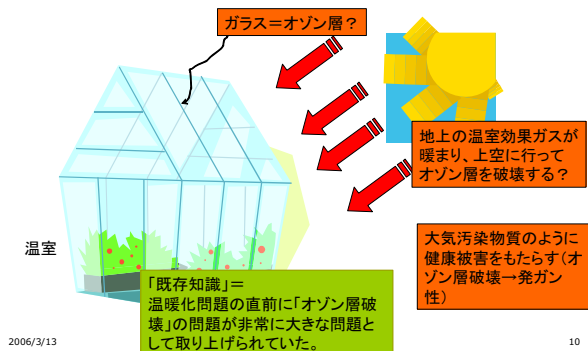 ガラス＝オゾン層？
地上の温室効果ガスが
暖まり、上空に行って
オゾン層を破壊する？
温室
大気汚染物質のように
健康被害をもたらす（オ
ゾン層破壊→発ガン
性）
「既存知識」＝
温暖化問題の直前に「オゾン層破
壊」の問題が非常に大きな問題と
して取り上げられていた。
2006/3/13
10